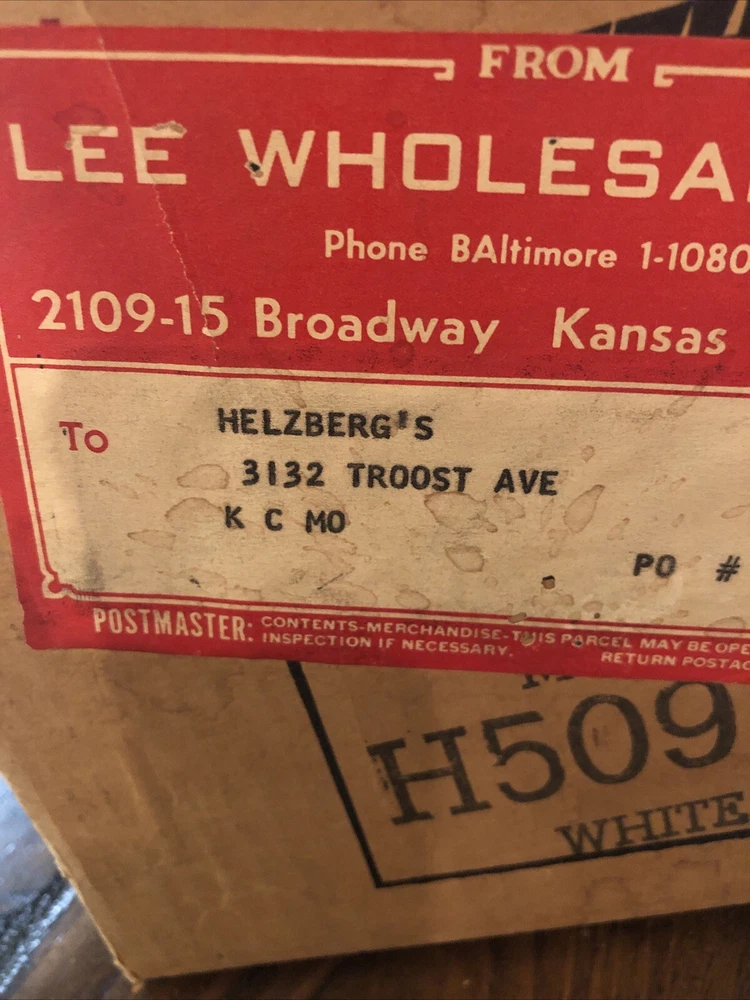 FROM
LEE WHOLESA
Phone BAltimore 1-1080
2109-15 Broadway Kansas
To HELZBERG'S
3132 TROOST AVE
K C MO
PO #
POSTMASTER: CONTENTS-MERCHANDISE-THIS PARCEL MAY BE OPE
INSPECTION IF NECESSARY. RETURN POSTAG
H509
WHITE